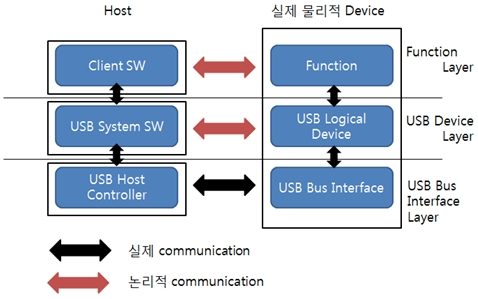 Host
실제 물리적 Device
Client SW
Function
Function
Layer
USB System SW
USB Logical
Device
USB Device
Layer
USB Host
Controller
USB Bus Interface
USB Bus
Interface
Layer
실제 communication
논리적 communication